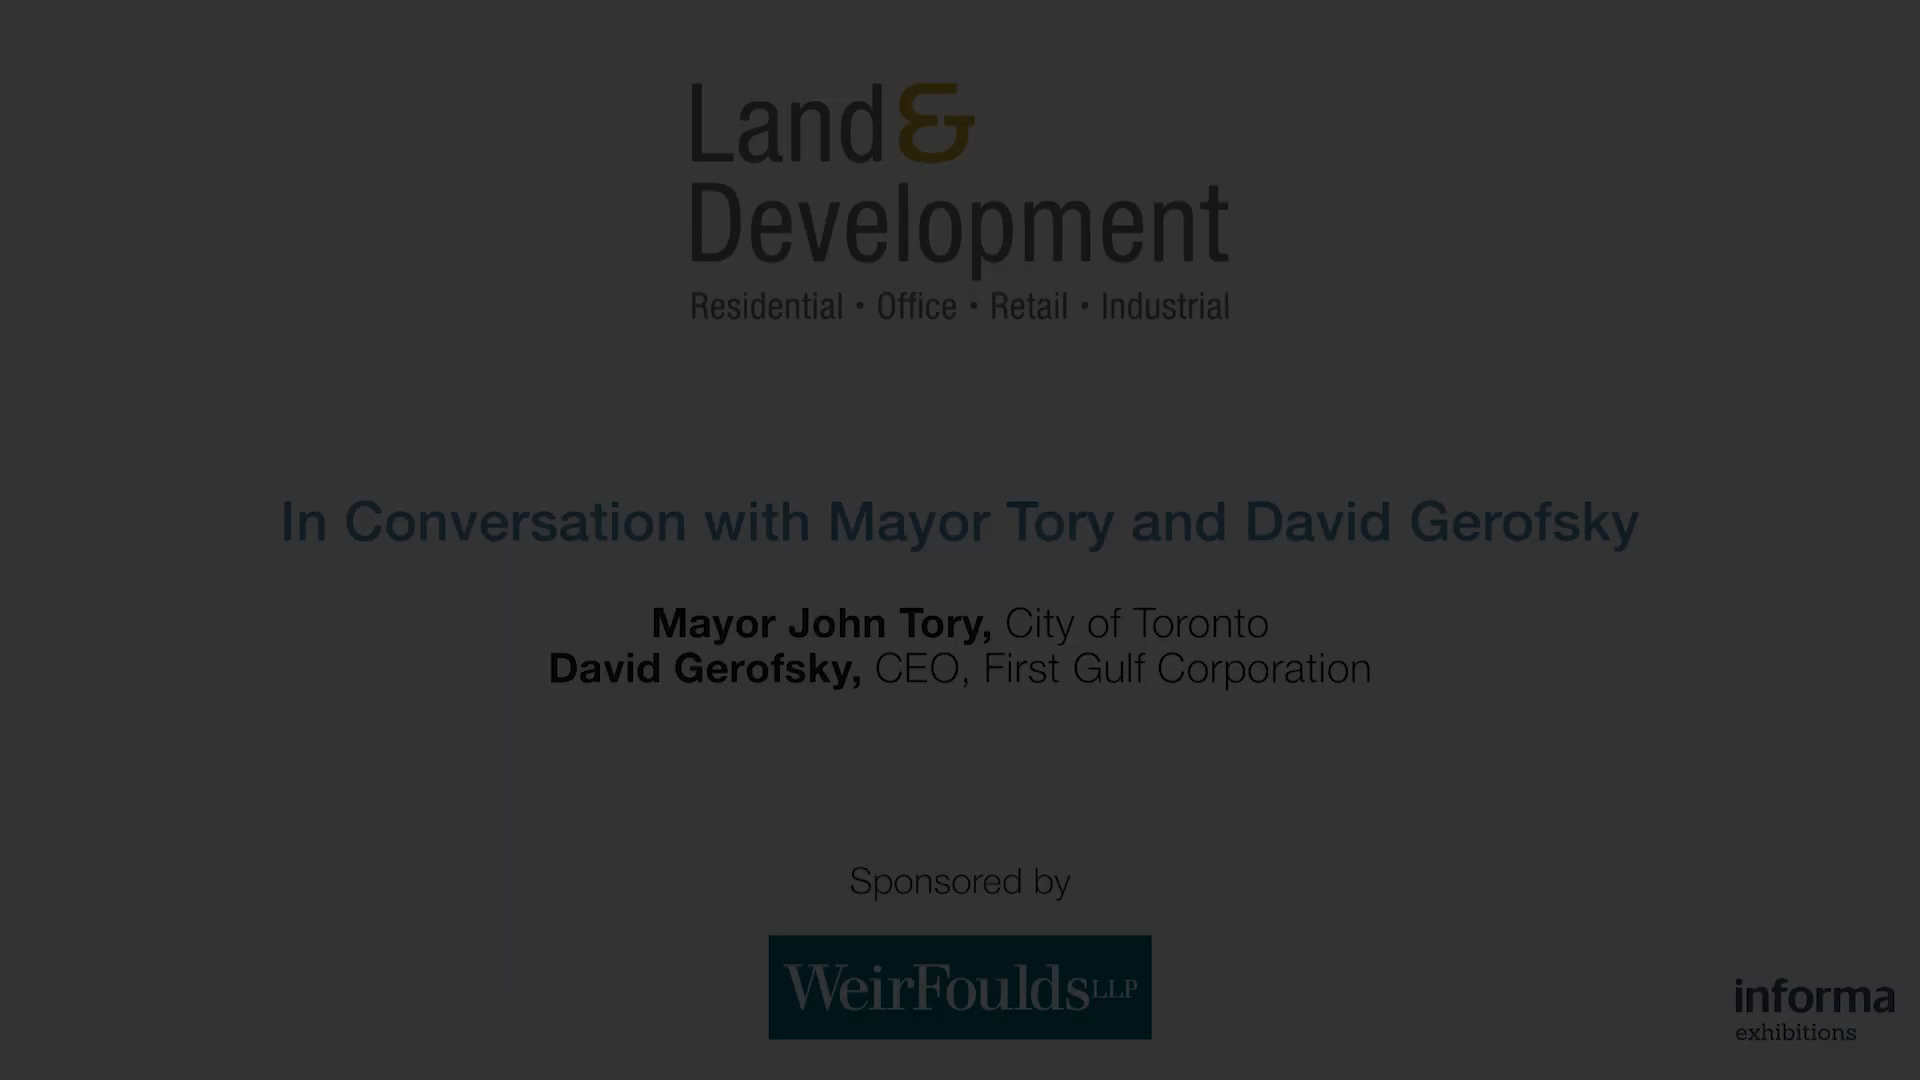 Land &
Development
Residential • Office • Retail • Industrial
In Conversation with Mayor Tory and David Gerofsky
Mayor John Tory, City of Toronto
David Gerofsky, CEO, First Gulf Corporation
Sponsored by
WeirFoulds LLP
informa
exhibitions